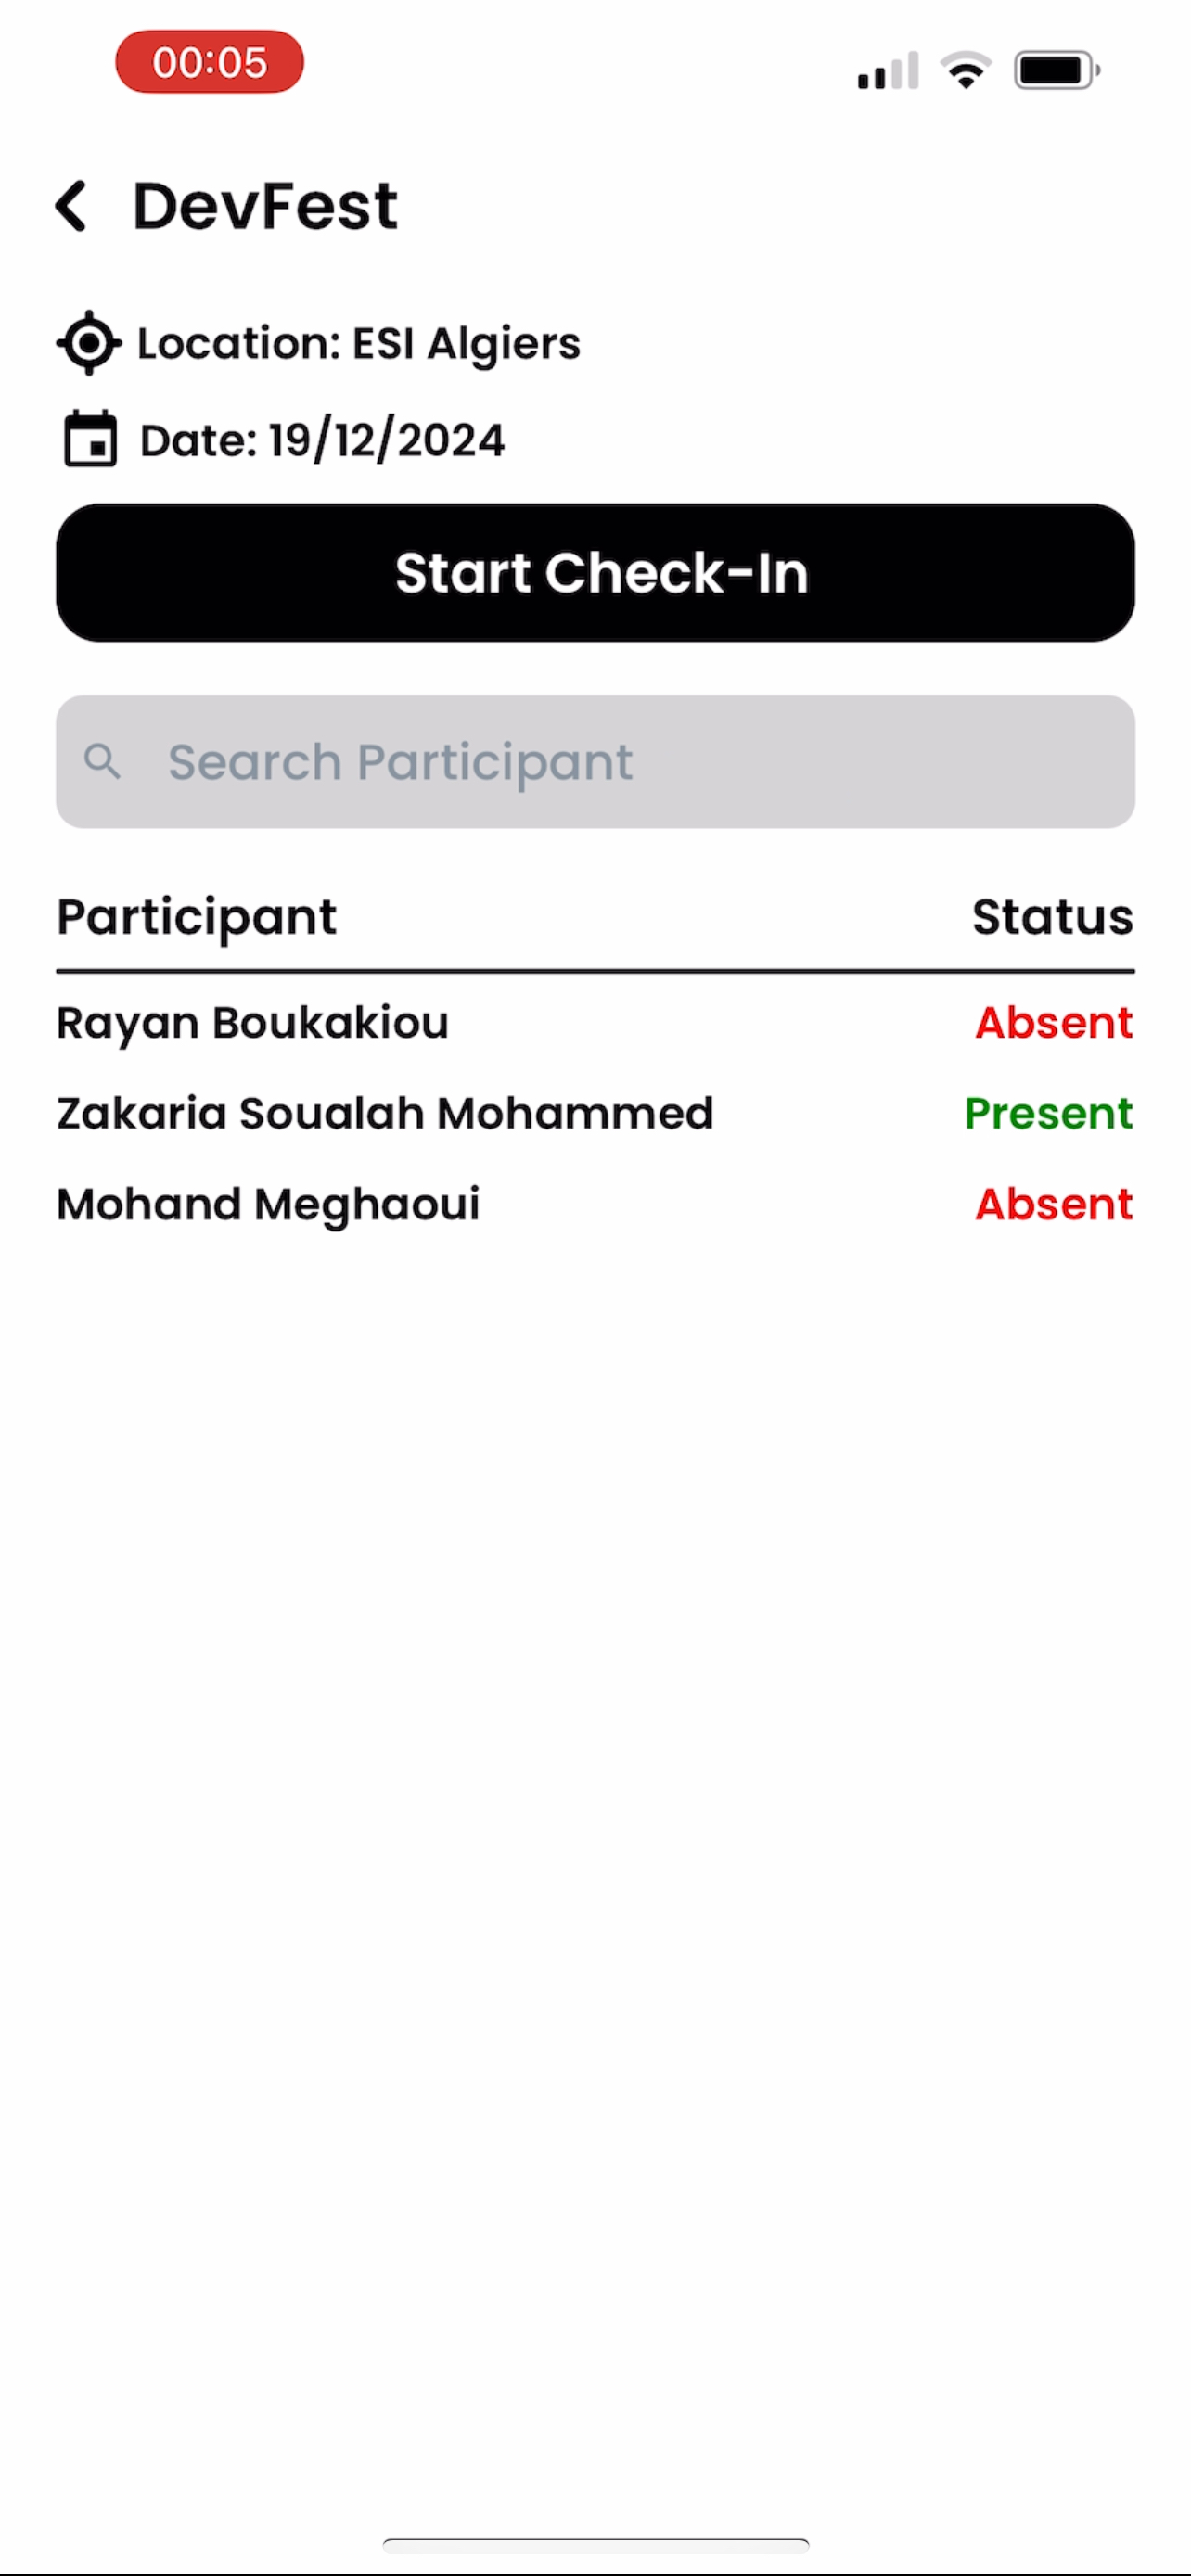 00:05
DevFest
Location: ESI Algiers
Date: 19/12/2024
Start Check-In
Search Participant
Participant Status
Rayan Boukakiou Absent
Zakaria Soualah Mohammed Present
Mohand Meghaoui Absent